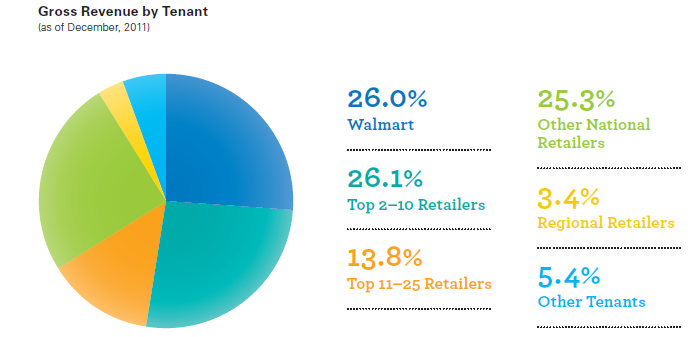 Gross Revenue by Tenant
(as of December, 2011)
26.0%
Walmart
26.1%
Top 2–10 Retailers
13.8%
Top 11–25 Retailers
25.3%
Other National
Retailers
3.4%
Regional Retailers
5.4%
Other Tenants